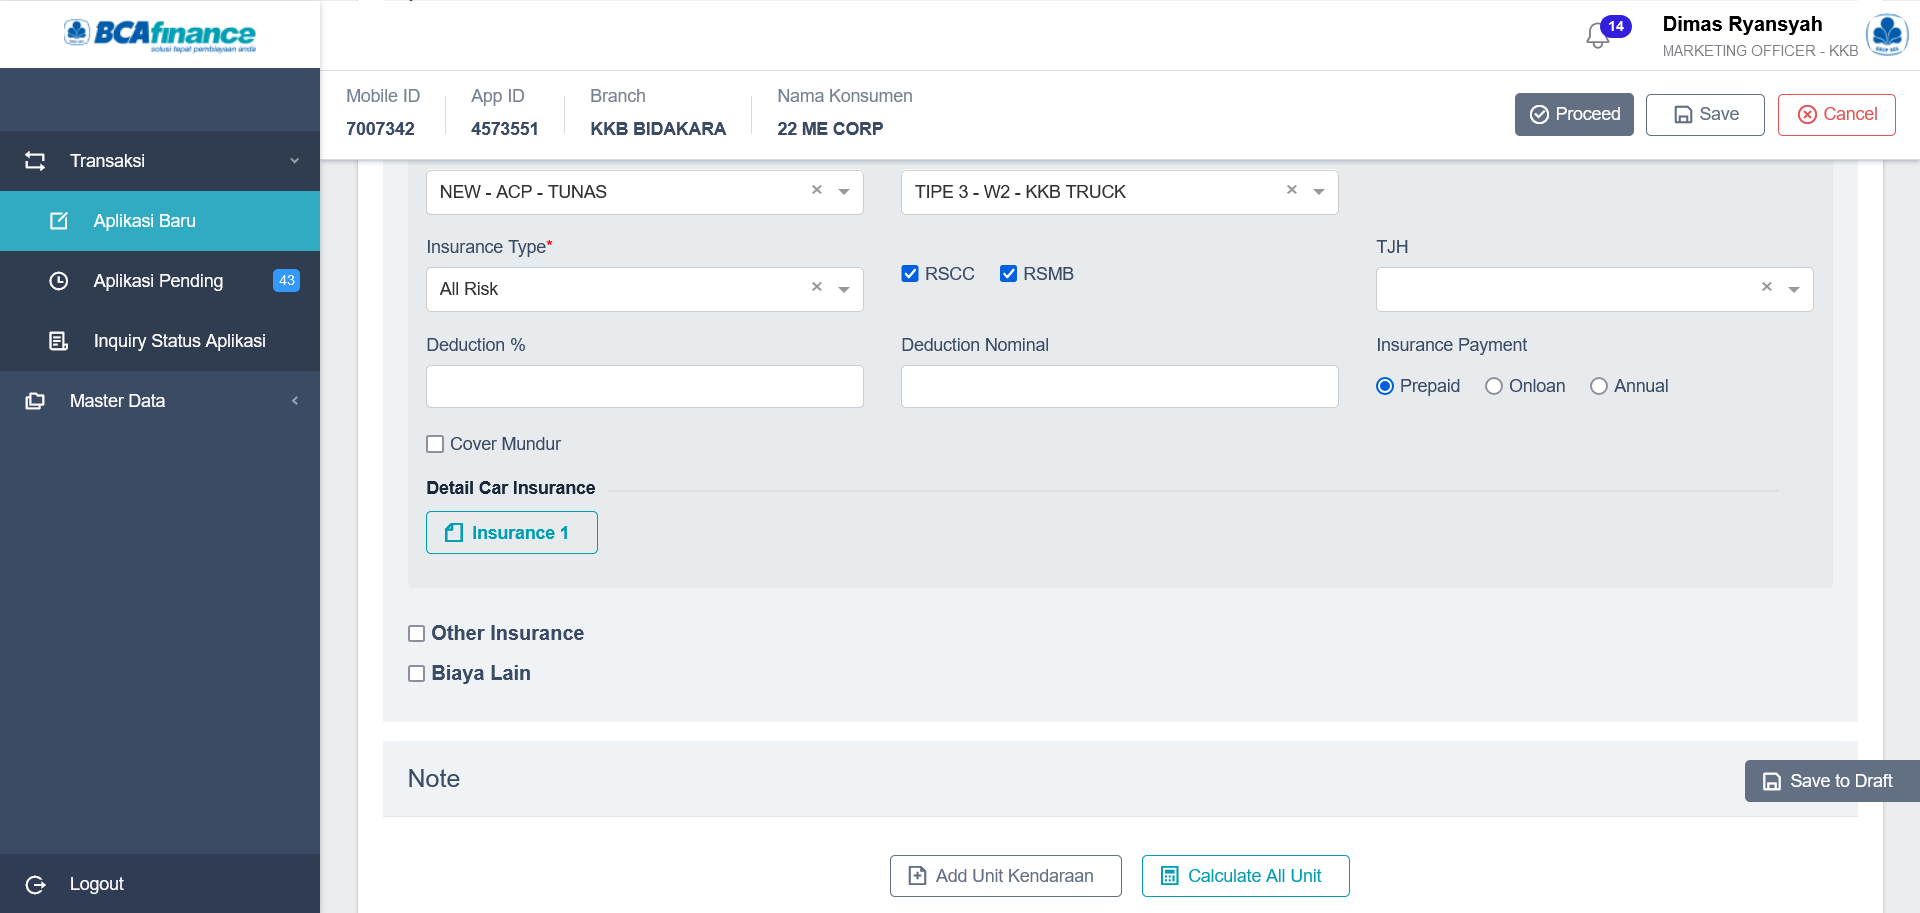 BCAfinance
solusi tepat pembiayaan anda
14
Dimas Ryansyah
MARKETING OFFICER - KKB
Mobile ID
7007342
App ID
4573551
Branch
KKB BIDAKARA
Nama Konsumen
22 ME CORP
Proceed
Save
Cancel
Transaksi
Aplikasi Baru
Aplikasi Pending
43
Inquiry Status Aplikasi
Master Data
Logout
NEW - ACP - TUNAS
TIPE 3 - W2 - KKB TRUCK
Insurance Type*
All Risk
RSCC
RSMB
TJH
Deduction %
Deduction Nominal
Insurance Payment
Prepaid
Onloan
Annual
Cover Mundur
Detail Car Insurance
Insurance 1
Other Insurance
Biaya Lain
Note
Save to Draft
Add Unit Kendaraan
Calculate All Unit